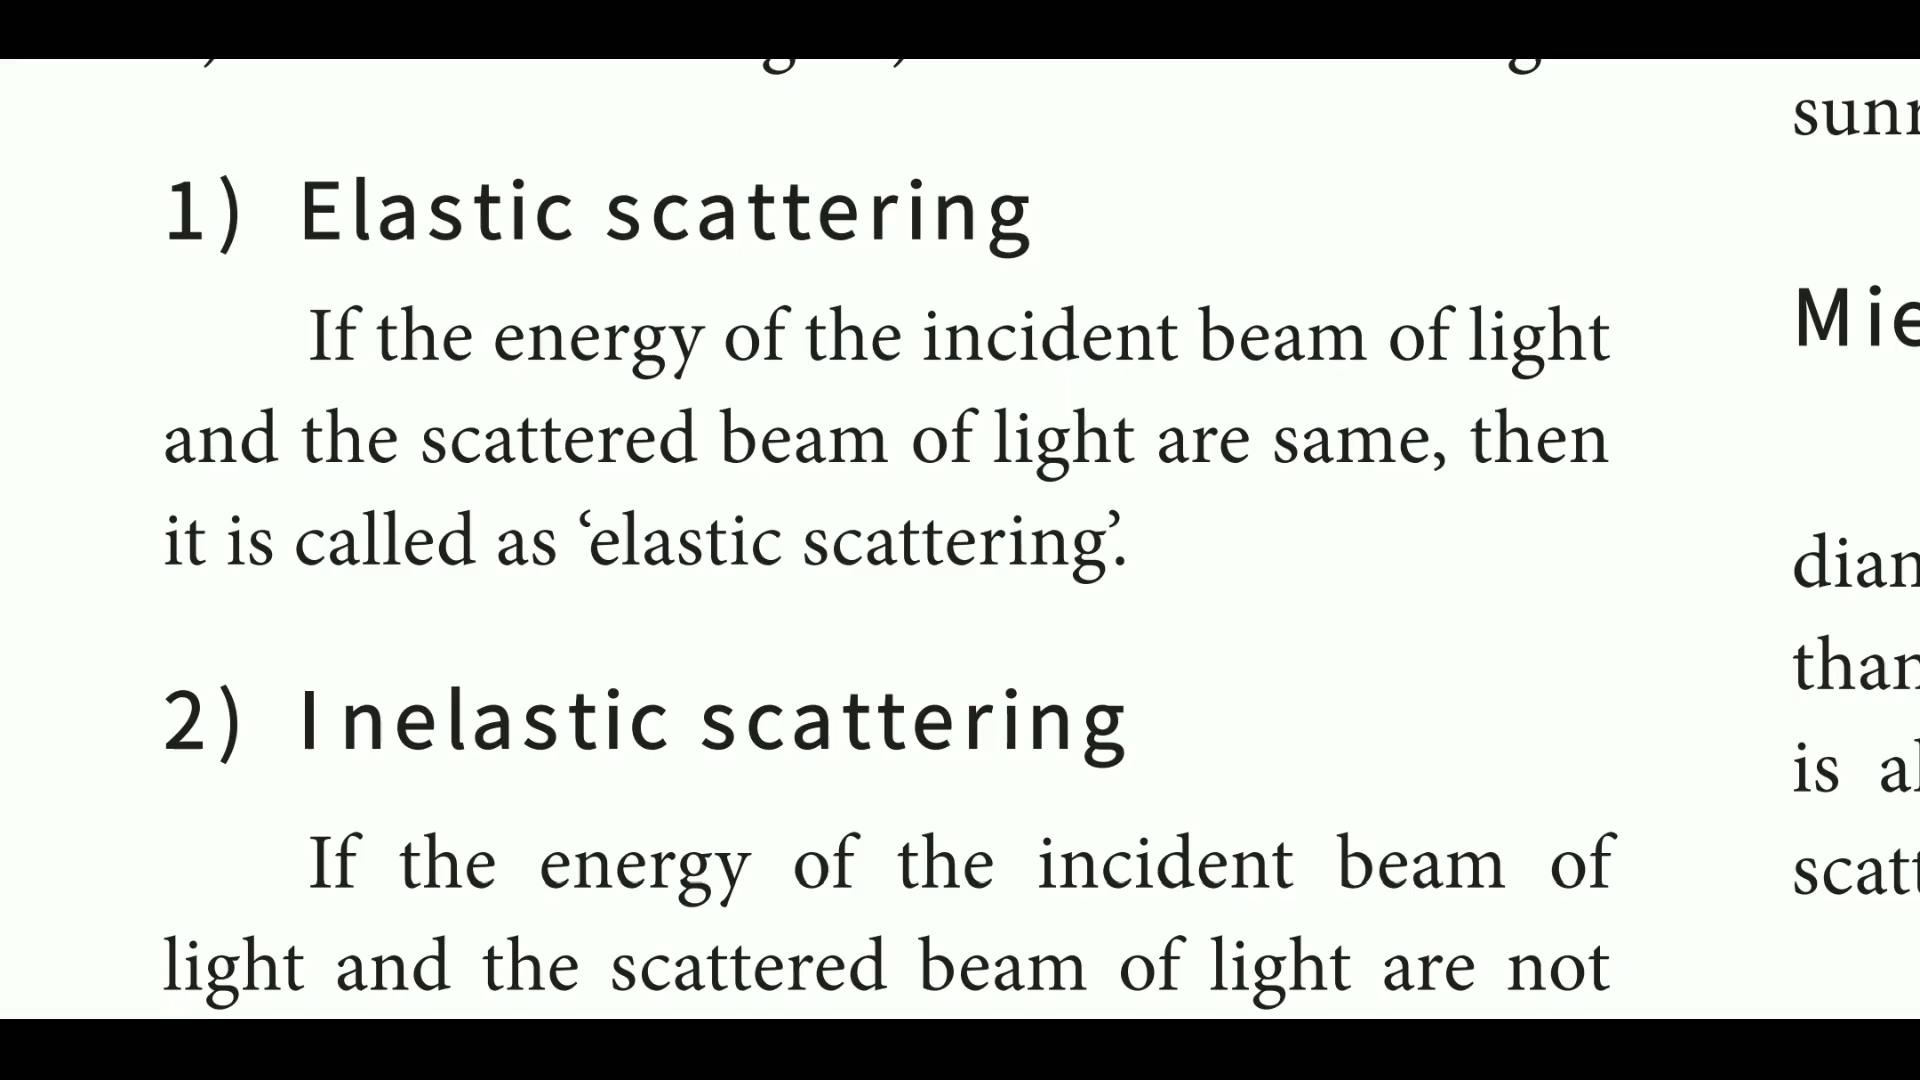 1) Elastic scattering
If the energy of the incident beam of light
and the scattered beam of light are same, then
it is called as ‘elastic scattering’.
2) Inelastic scattering
If the energy of the incident beam of
light and the scattered beam of light are not
is